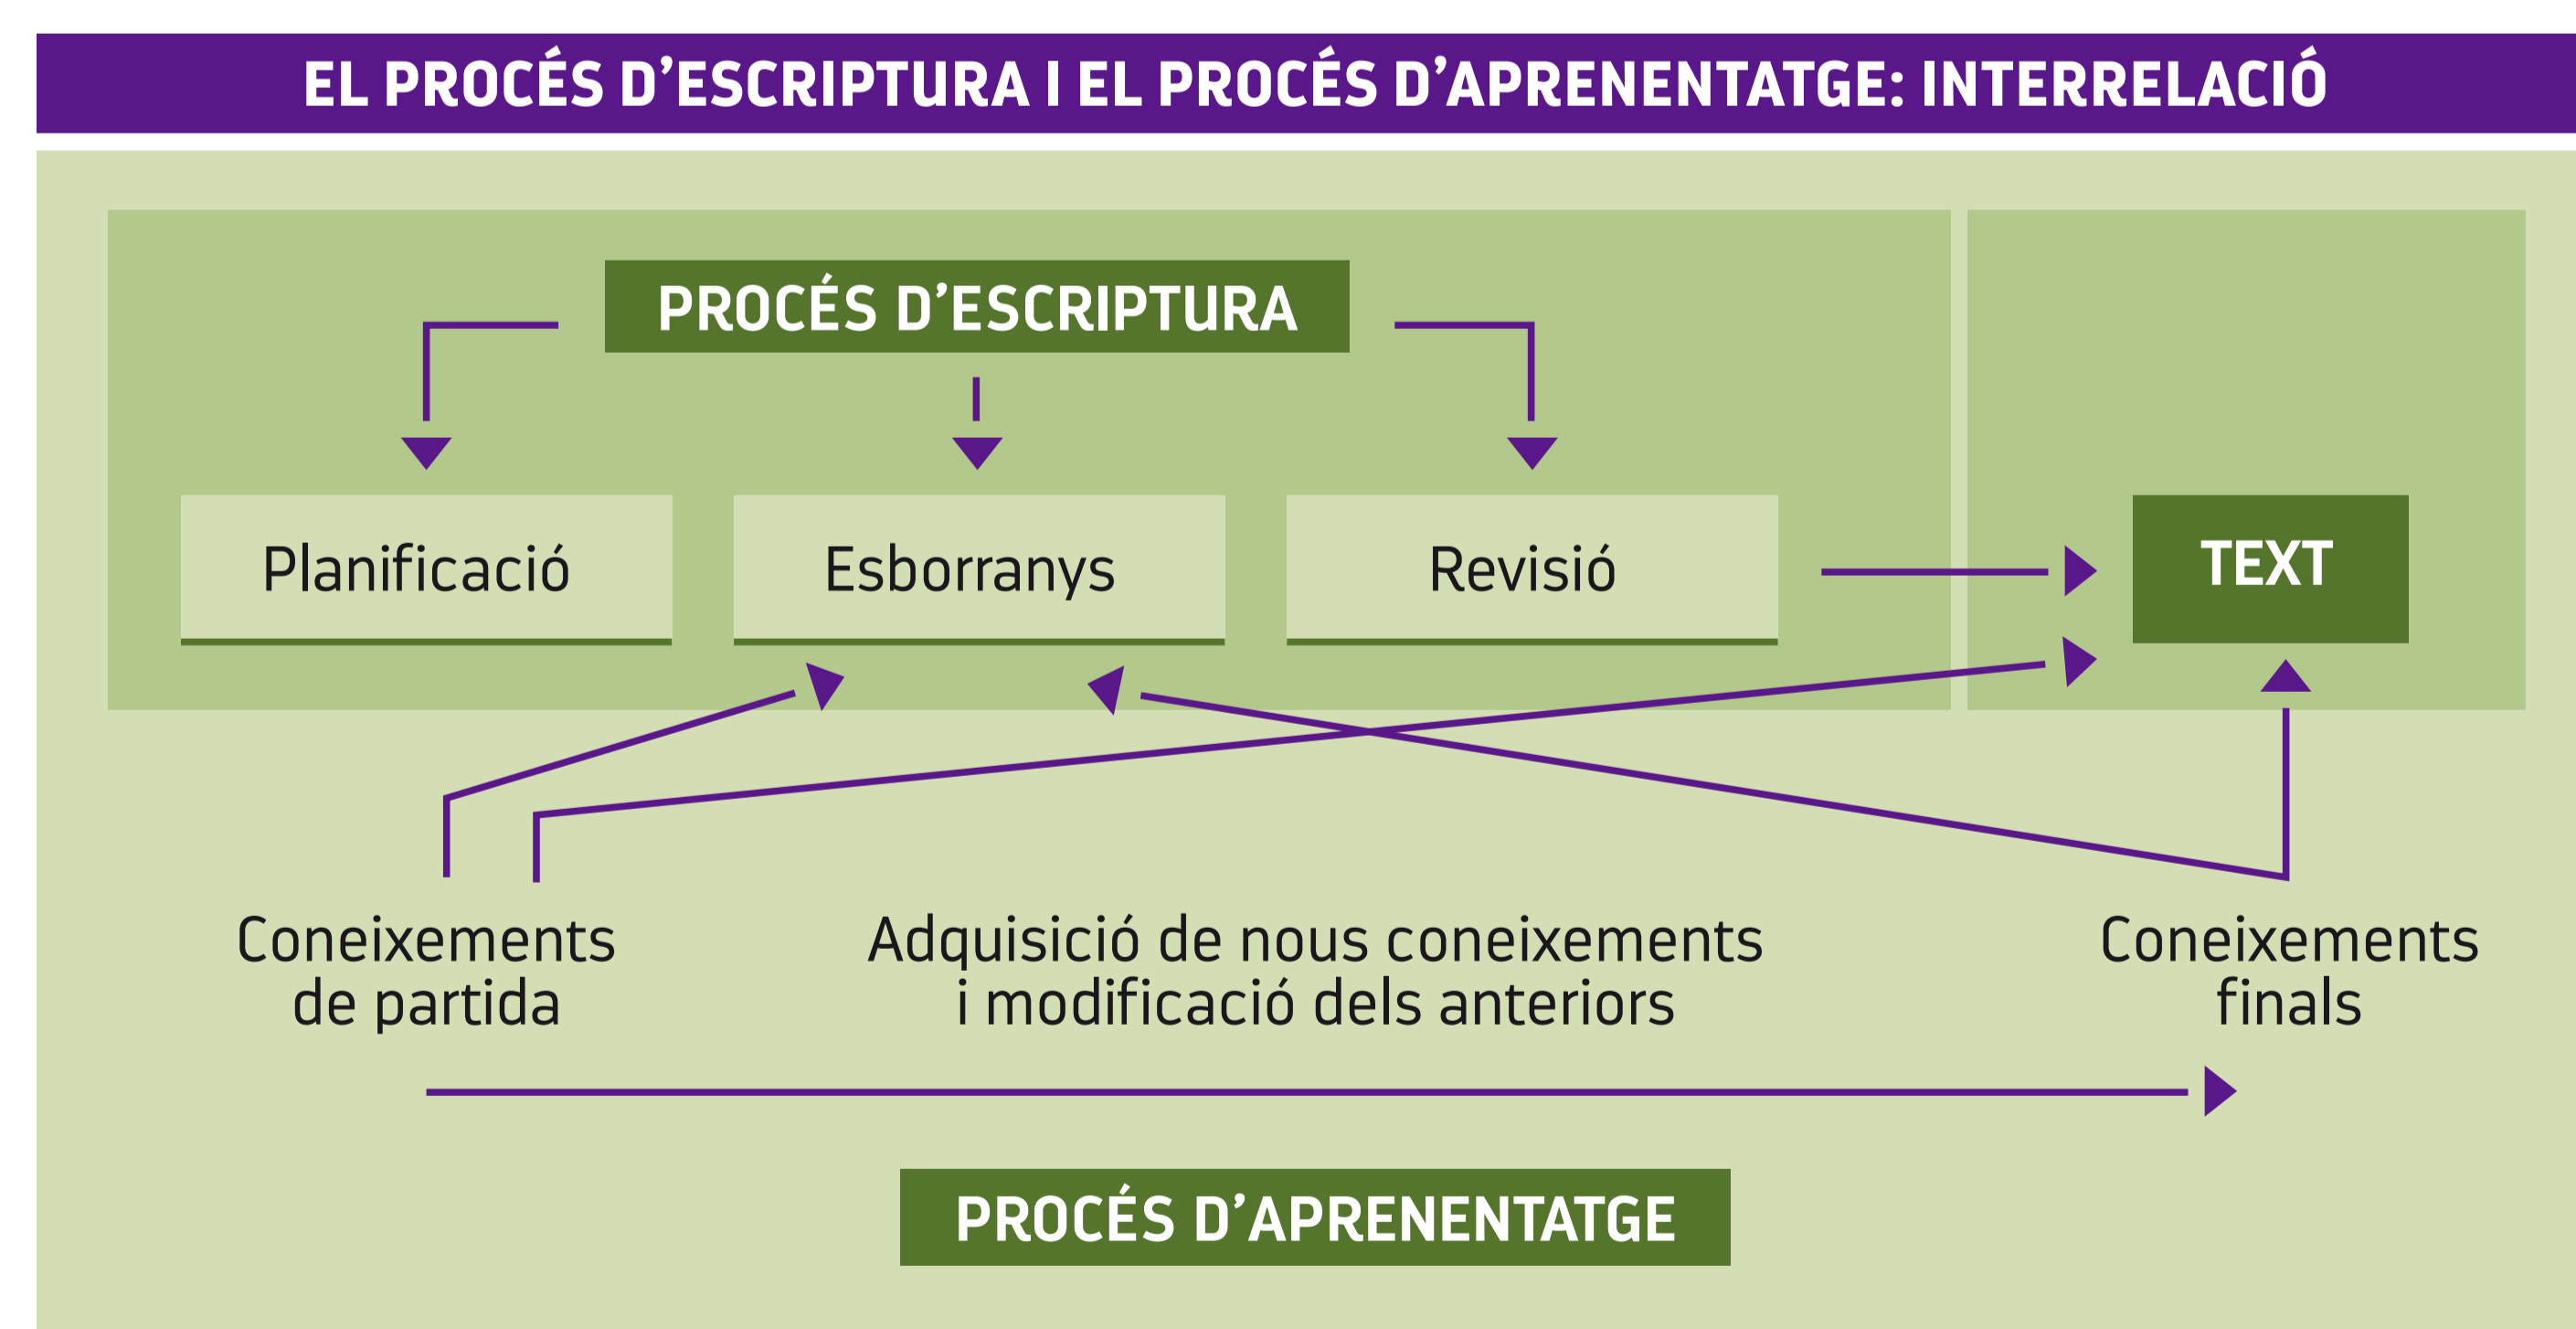 EL PROCÉS D’ESCRIPTURA I EL PROCÉS D’APRENENTATGE: INTERRELACIÓ
PROCÉS D’ESCRIPTURA
Planificació
Esborranys
Revisió
TEXT
Coneixements
de partida
Adquisició de nous coneixements
i modificació dels anteriors
Coneixements
finals
PROCÉS D’APRENENTATGE